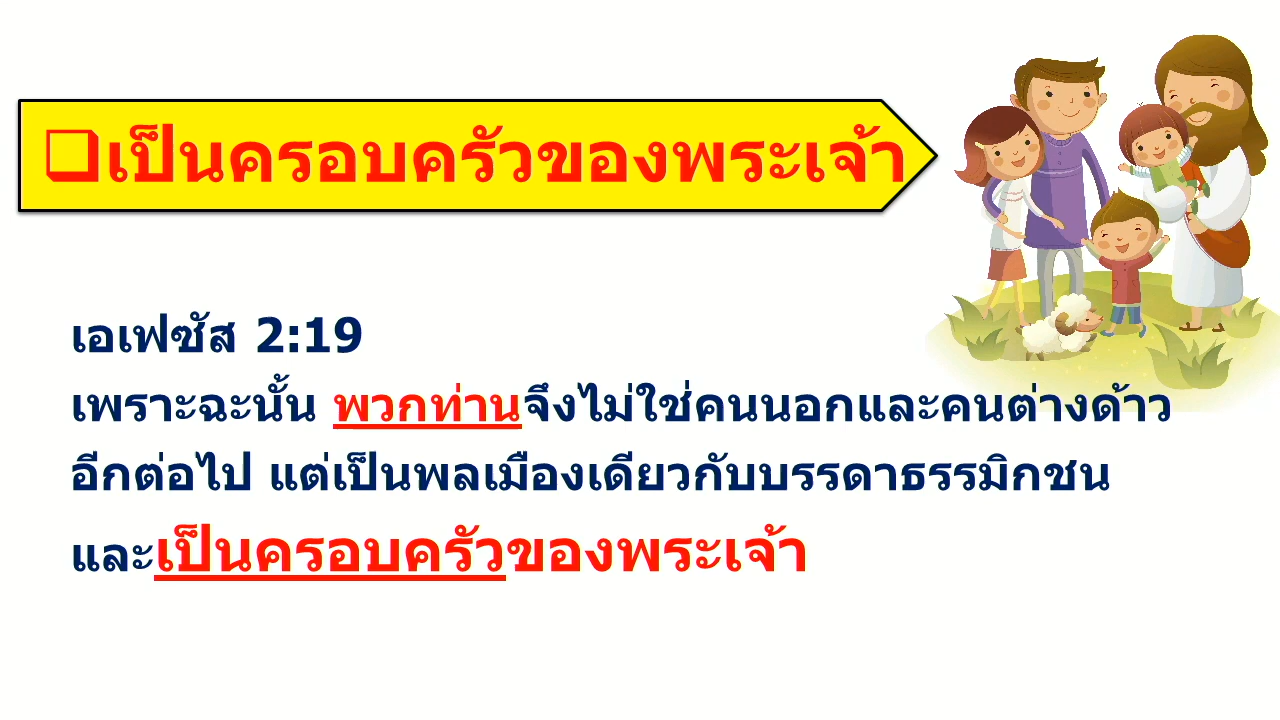 ❑เป็นครอบครัวของพระเจ้า
เอเฟซัส 2:19
เพราะฉะนั้น พวกท่านจึงไม่ใช่คนนอกและคนต่างด้าว
อีกต่อไป แต่เป็นพลเมืองเดียวกับบรรดาธรรมิกชน
และเป็นครอบครัวของพระเจ้า